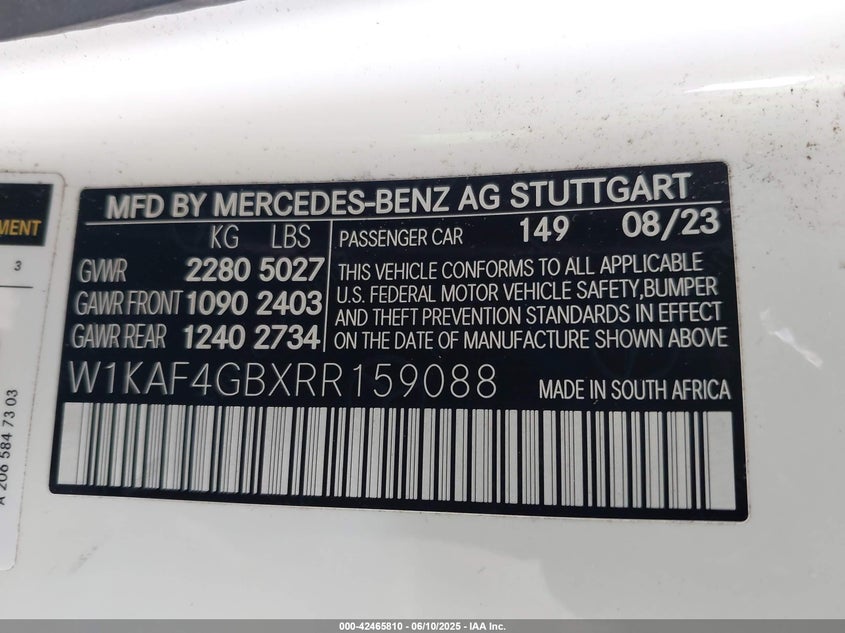 MFD BY MERCEDES-BENZ AG STUTTGART
KG LBS
GVWR 2280 5027
GAWR FRONT 1090 2403
GAWR REAR 1240 2734
PASSENGER CAR 149 08/23
THIS VEHICLE CONFORMS TO ALL APPLICABLE
U.S. FEDERAL MOTOR VEHICLE SAFETY,BUMPER
AND THEFT PREVENTION STANDARDS IN EFFECT
ON THE DATE OF MANUFACTURE SHOWN ABOVE
W1KAF4GBXRR159088 MADE IN SOUTH AFRICA
MENT
3
A 206 584 73 03
000-42465810 | 06/10/2025 - IAA Inc.